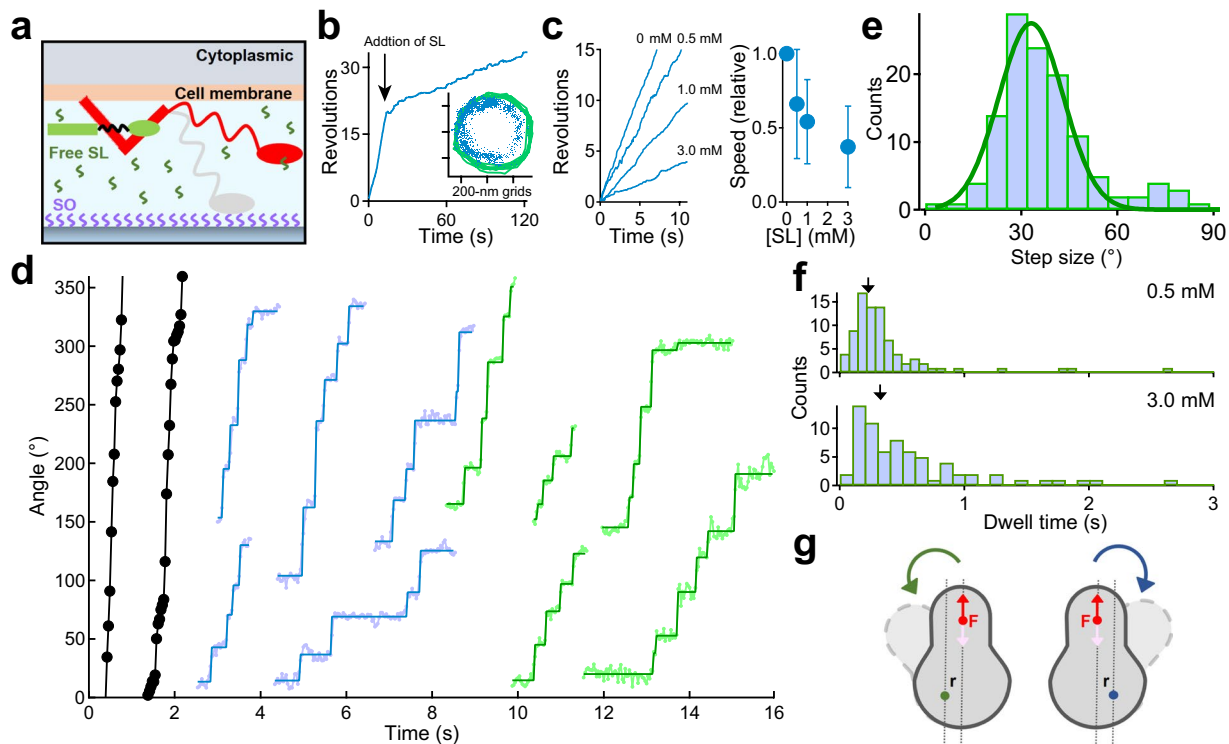 a
Cytoplasmic
Cell membrane
Free SL
SO
b
Addtion of SL
Revolutions
30
15
0
200-nm grids
0
60
120
Time (s)
c
0 mM
0.5 mM
1.0 mM
3.0 mM
Revolutions
15
10
5
0
0
5
10
Time (s)
Speed (relative)
1.0
0.5
0.0
0
1
2
3
[SL] (mM)
e
Counts
20
10
0
0
30
60
90
Step size (°)
d
Angle (°)
350
300
250
200
150
100
50
0
0
2
4
6
8
10
12
14
16
Time (s)
f
0.5 mM
15
10
5
0
Counts
3.0 mM
15
10
5
0
0
1
2
3
Dwell time (s)
g
F
r
F
r